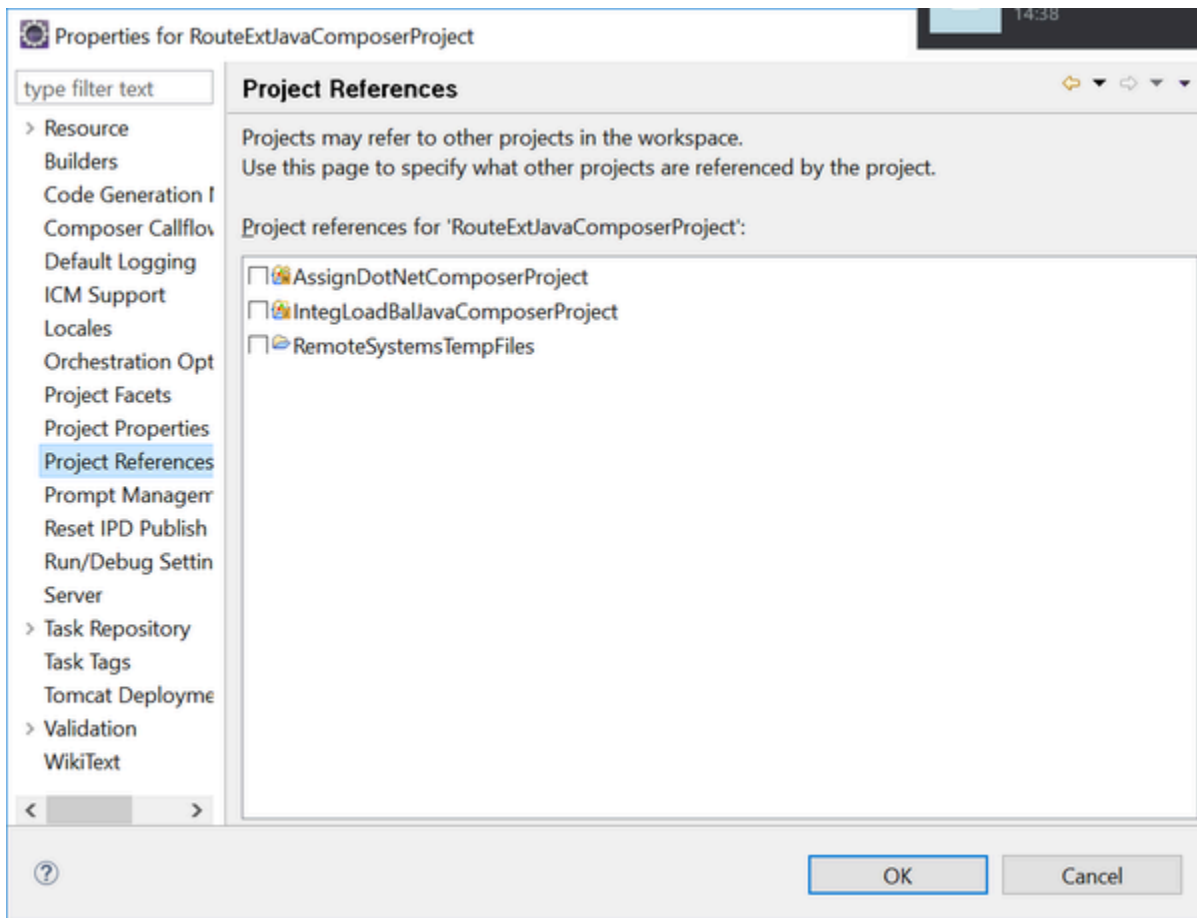 14:38
Properties for RouteExtJavaComposerProject
type filter text
Resource
Builders
Code Generation
Composer Callflow
Default Logging
ICM Support
Locales
Orchestration Opt
Project Facets
Project Properties
Project References
Prompt Managem
Reset IPD Publish
Run/Debug Settin
Server
Task Repository
Task Tags
Tomcat Deployme
Validation
WikiText
Project References
Projects may refer to other projects in the workspace.
Use this page to specify what other projects are referenced by the project.
Project references for 'RouteExtJavaComposerProject':
AssignDotNetComposerProject
IntegLoadBalJavaComposerProject
RemoteSystemsTempFiles
OK
Cancel